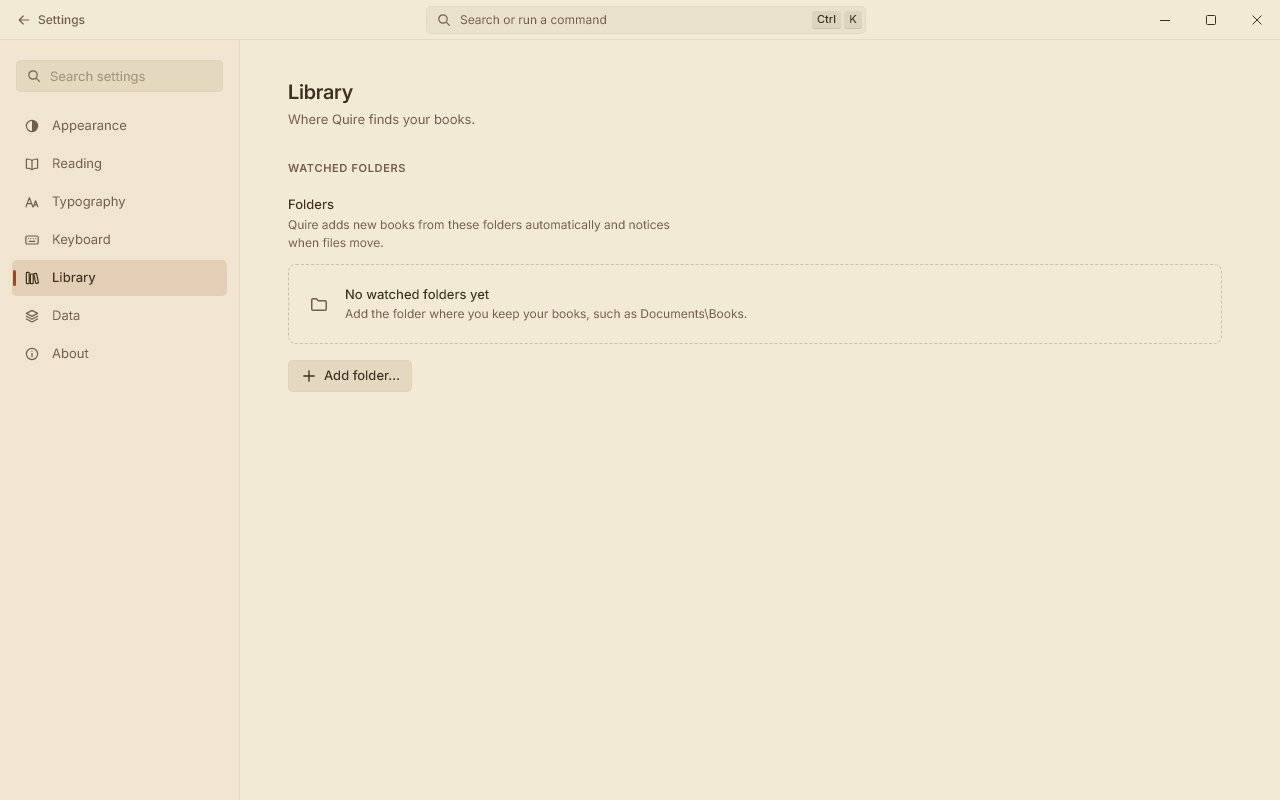 Settings
Search or run a command
Ctrl K
Search settings
Appearance
Reading
Typography
Keyboard
Library
Data
About
Library
Where Quire finds your books.
WATCHED FOLDERS
Folders
Quire adds new books from these folders automatically and notices
when files move.
No watched folders yet
Add the folder where you keep your books, such as Documents\Books.
Add folder...